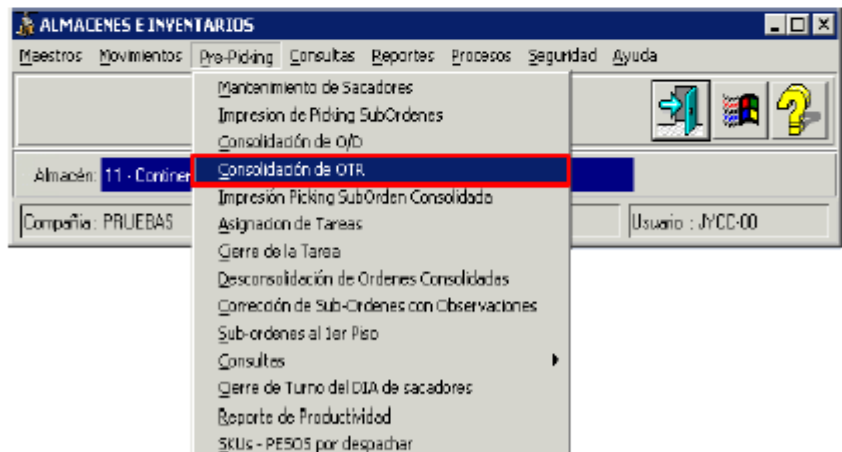 ALMACENES E INVENTARIOS
Maestros Movimientos Pre-Picking Consultas Reportes Procesos Seguridad Ayuda
Mantenimiento de Sacadores
Impresion de Picking SubOrdenes
Consolidación de O/D
Almacén: 11 - Continer
Consolidación de OTR
Impresión Picking SubOrden Consolidada
Compañia : PRUEBAS
Usuario : JYCC-00
Asignacion de Tareas
Cierre de la Tarea
Desconsolidación de Ordenes Consolidadas
Corrección de Sub-Ordenes con Observaciones
Sub-ordenes al 1er Piso
Consultas
Cierre de Turno del DIA de sacadores
Reporte de Productividad
SKUs - PESOS por despachar